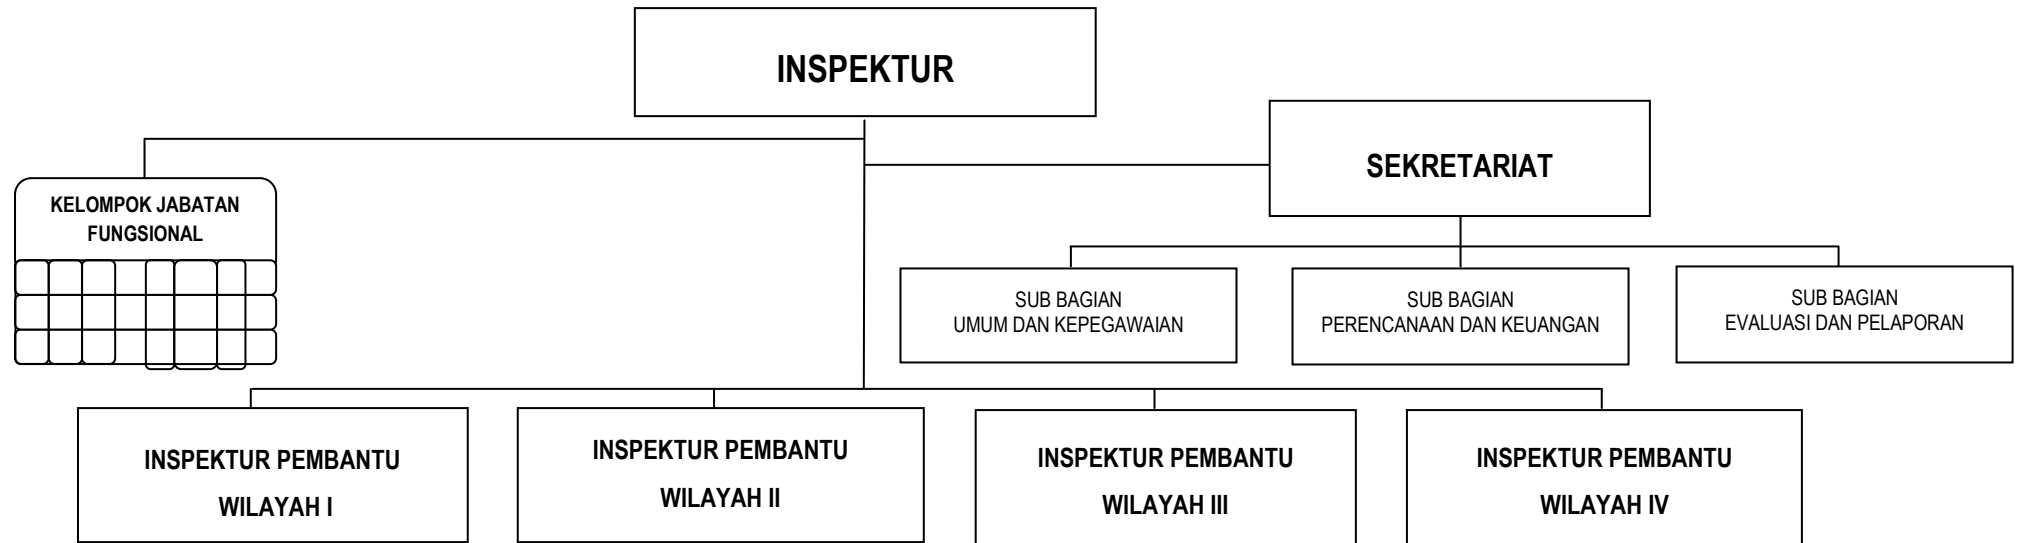 INSPEKTUR
SEKRETARIAT
KELOMPOK JABATAN
FUNGSIONAL
SUB BAGIAN
UMUM DAN KEPEGAWAIAN
SUB BAGIAN
PERENCANAAN DAN KEUANGAN
SUB BAGIAN
EVALUASI DAN PELAPORAN
INSPEKTUR PEMBANTU
WILAYAH I
INSPEKTUR PEMBANTU
WILAYAH II
INSPEKTUR PEMBANTU
WILAYAH III
INSPEKTUR PEMBANTU
WILAYAH IV